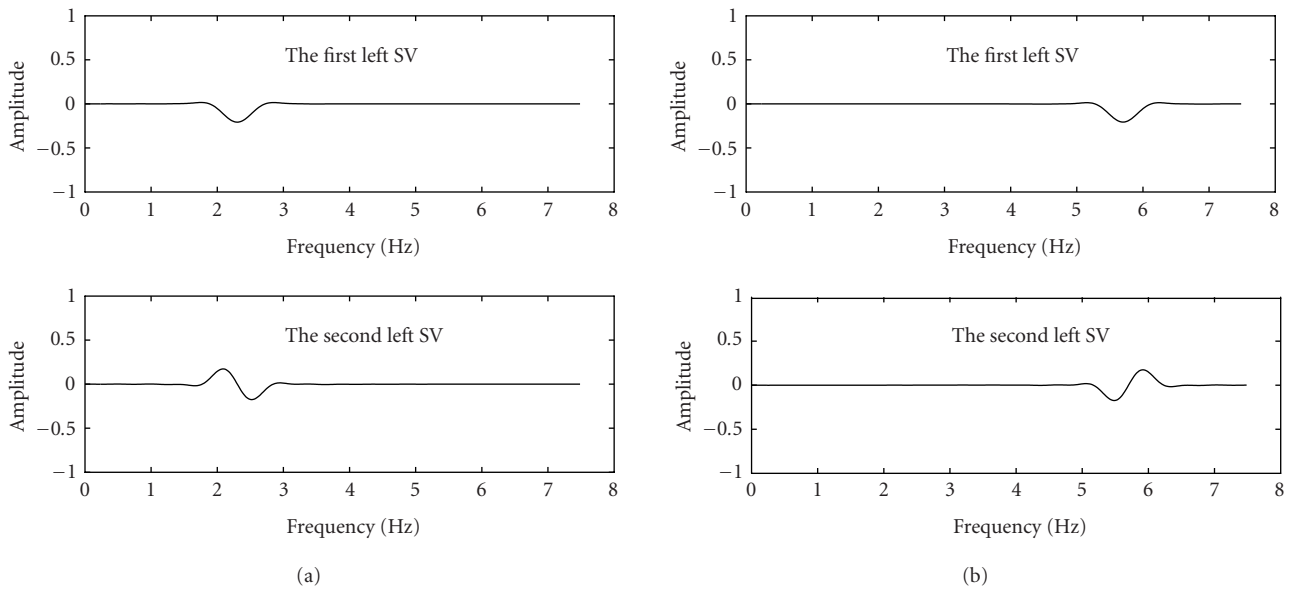 1
0.5
0
−0.5
−1
Amplitude
The first left SV
0 1 2 3 4 5 6 7 8
Frequency (Hz)
1
0.5
0
−0.5
−1
Amplitude
The second left SV
0 1 2 3 4 5 6 7 8
Frequency (Hz)
(a)
1
0.5
0
−0.5
−1
Amplitude
The first left SV
0 1 2 3 4 5 6 7 8
Frequency (Hz)
1
0.5
0
−0.5
−1
Amplitude
The second left SV
0 1 2 3 4 5 6 7 8
Frequency (Hz)
(b)